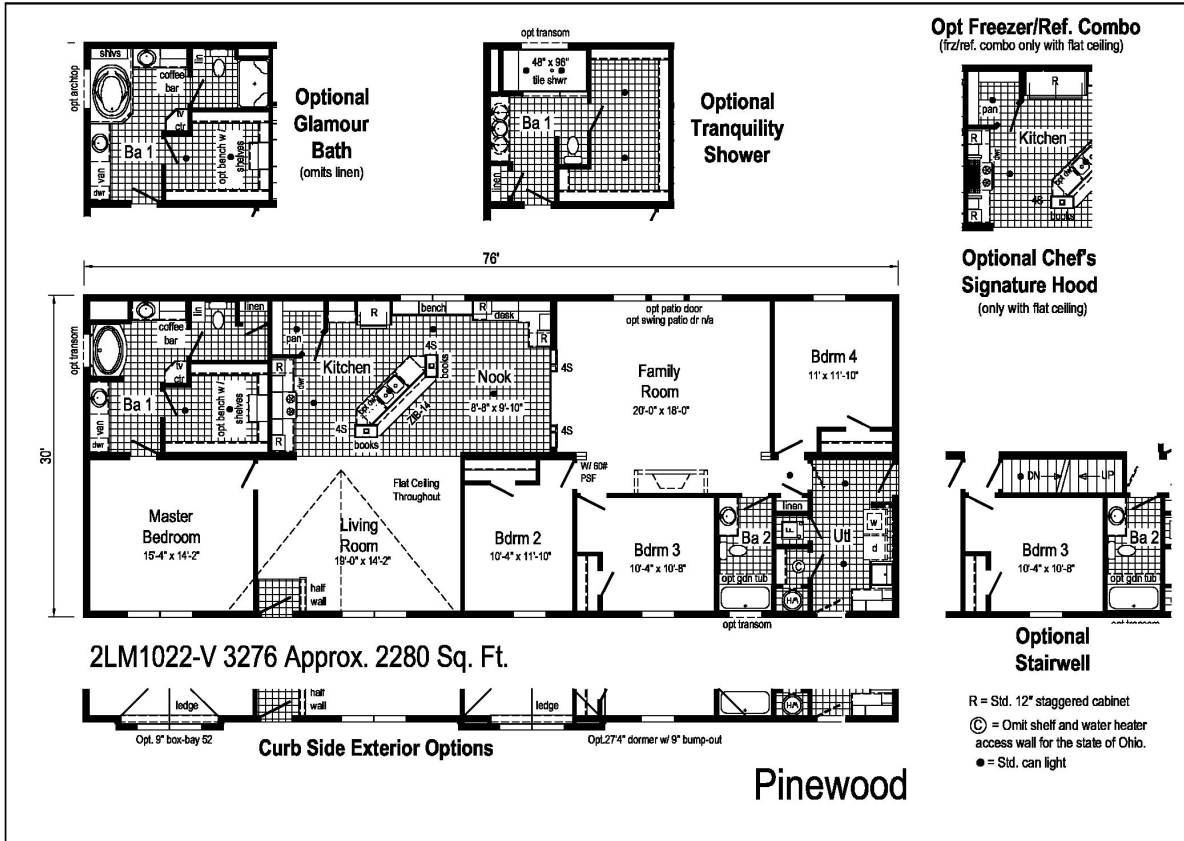 opt transom
Opt Freezer/Ref. Combo
(frz/ref. combo only with flat ceiling)
shlvs
lin
coffee
bar
opt archtop
tv
ctr
Ba 1
opt bench w/
shelves
van
dwr
Optional
Glamour
Bath
(omits linen)
48" x 96"
tile shwr
Ba 1
linen
Optional
Tranquility
Shower
R
pan
Kitchen
R
dwr
opt dw
4S
books
R
Optional Chef's
Signature Hood
(only with flat ceiling)
76'
30'
opt transom
coffee
bar
lin
linen
tv
ctr
Ba 1
opt bench w/
shelves
van
dwr
pan
R
bench
R
desk
R
4S
books
Kitchen
R
dwr
opt dw
Nook
8'-8" x 9'-10"
4S
4S
4S
books
R
opt patio door
opt swing patio dr n/a
Family
Room
20'-0" x 18'-0"
Bdrm 4
11' x 11'-10"
W/ 60#
PSF
Flat Ceiling
Throughout
Master
Bedroom
15'-4" x 14'-2"
Living
Room
19'-0" x 14'-2"
half
wall
Bdrm 2
10'-4" x 11'-10"
Bdrm 3
10'-4" x 10'-8"
Ba 2
opt gdn tub
opt transom
linen
F
C
H/W
Utl
w
d
DN
UP
Bdrm 3
10'-4" x 10'-8"
Ba 2
opt gdn tub
opt transom
Optional
Stairwell
2LM1022-V 3276 Approx. 2280 Sq. Ft.
ledge
half
wall
ledge
H/W
Opt. 9" box-bay 52
Curb Side Exterior Options
Opt.27'4" dormer w/ 9" bump-out
R = Std. 12" staggered cabinet
Ⓒ = Omit shelf and water heater
access wall for the state of Ohio.
● = Std. can light
Pinewood